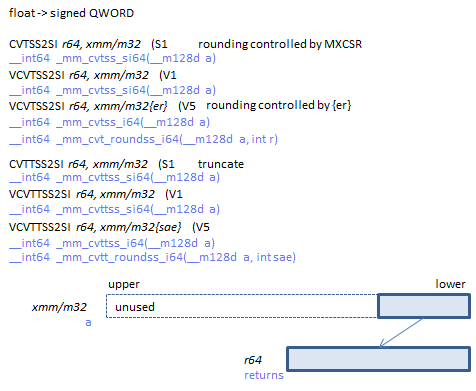 float -> signed QWORD
CVTSS2SI r64, xmm/m32 (S1 rounding controlled by MXCSR
__int64 _mm_cvtss_si64(__m128d a)
VCVTSS2SI r64, xmm/m32 (V1
__int64 _mm_cvtss_si64(__m128d a)
VCVTSS2SI r64, xmm/m32{er} (V5 rounding controlled by {er}
__int64 _mm_cvtss_i64(__m128d a)
__int64 _mm_cvt_roundss_i64(__m128d a, int r)
CVTTSS2SI r64, xmm/m32 (S1 truncate
__int64 _mm_cvttss_si64(__m128d a)
VCVTTSS2SI r64, xmm/m32 (V1
__int64 _mm_cvttss_si64(__m128d a)
VCVTTSS2SI r64, xmm/m32{sae} (V5
__int64 _mm_cvttss_i64(__m128d a)
__int64 _mm_cvtt_roundss_i64(__m128d a, int sae)
upper lower
xmm/m32 unused
a
r64
returns